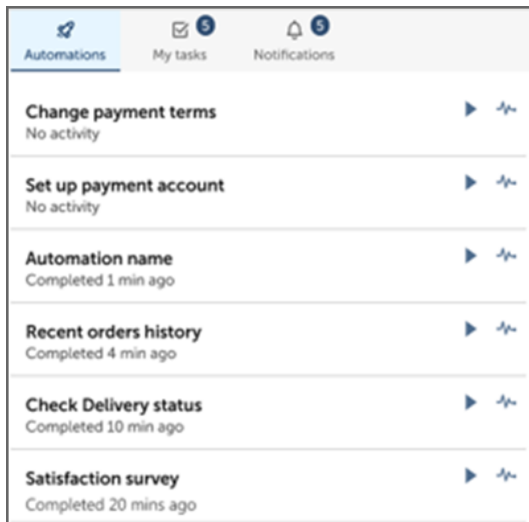 5 5
Automations My tasks Notifications
Change payment terms
No activity
Set up payment account
No activity
Automation name
Completed 1 min ago
Recent orders history
Completed 4 min ago
Check Delivery status
Completed 10 min ago
Satisfaction survey
Completed 20 mins ago